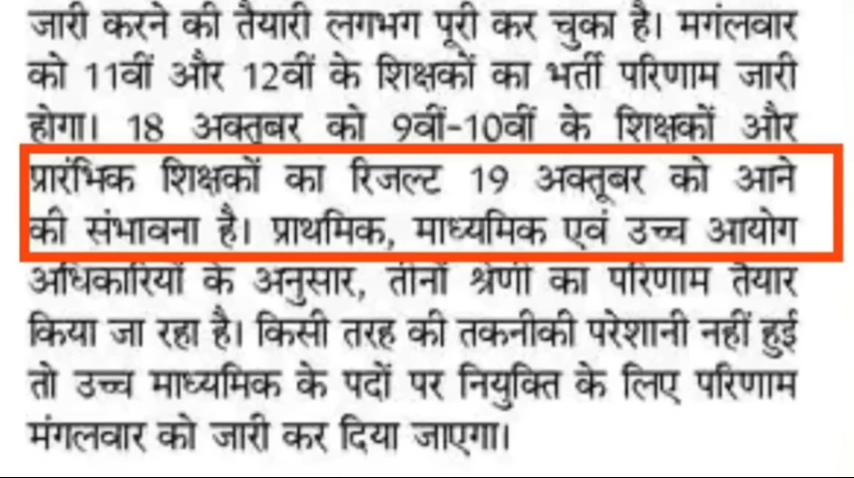 जारी करने की तैयारी लगभग पूरी कर चुका है। मगंलवार
को 11वीं और 12वीं के शिक्षकों का भर्ती परिणाम जारी
होगा। 18 अक्तूबर को 9वीं-10वीं के शिक्षकों और
प्रारंभिक शिक्षकों का रिजल्ट 19 अक्तूबर को आने
की संभावना है। प्राथमिक, माध्यमिक एवं उच्च आयोग
अधिकारियों के अनुसार, तीनों श्रेणी का परिणाम तैयार
किया जा रहा है। किसी तरह की तकनीकी परेशानी नहीं हुई
तो उच्च माध्यमिक के पदों पर नियुक्ति के लिए परिणाम
मंगलवार को जारी कर दिया जाएगा।